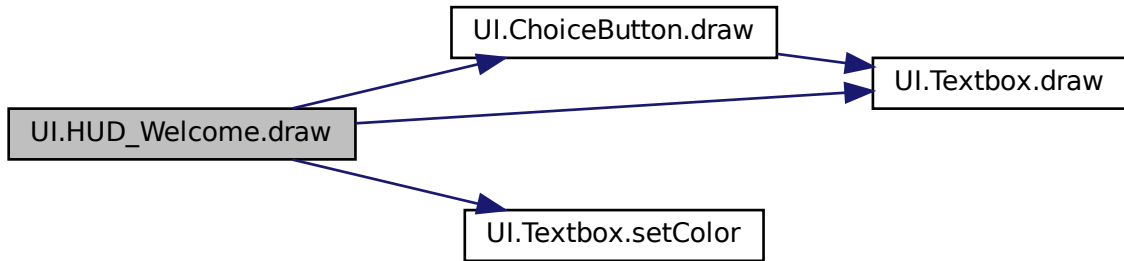 UI.ChoiceButton.draw
UI.Textbox.draw
UI.HUD_Welcome.draw
UI.Textbox.setColor